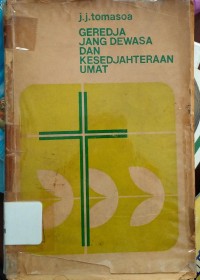 j.j.tomasoa
GEREDJA
JANG DEWASA
DAN
KESEDJAHTERAAN
UMAT